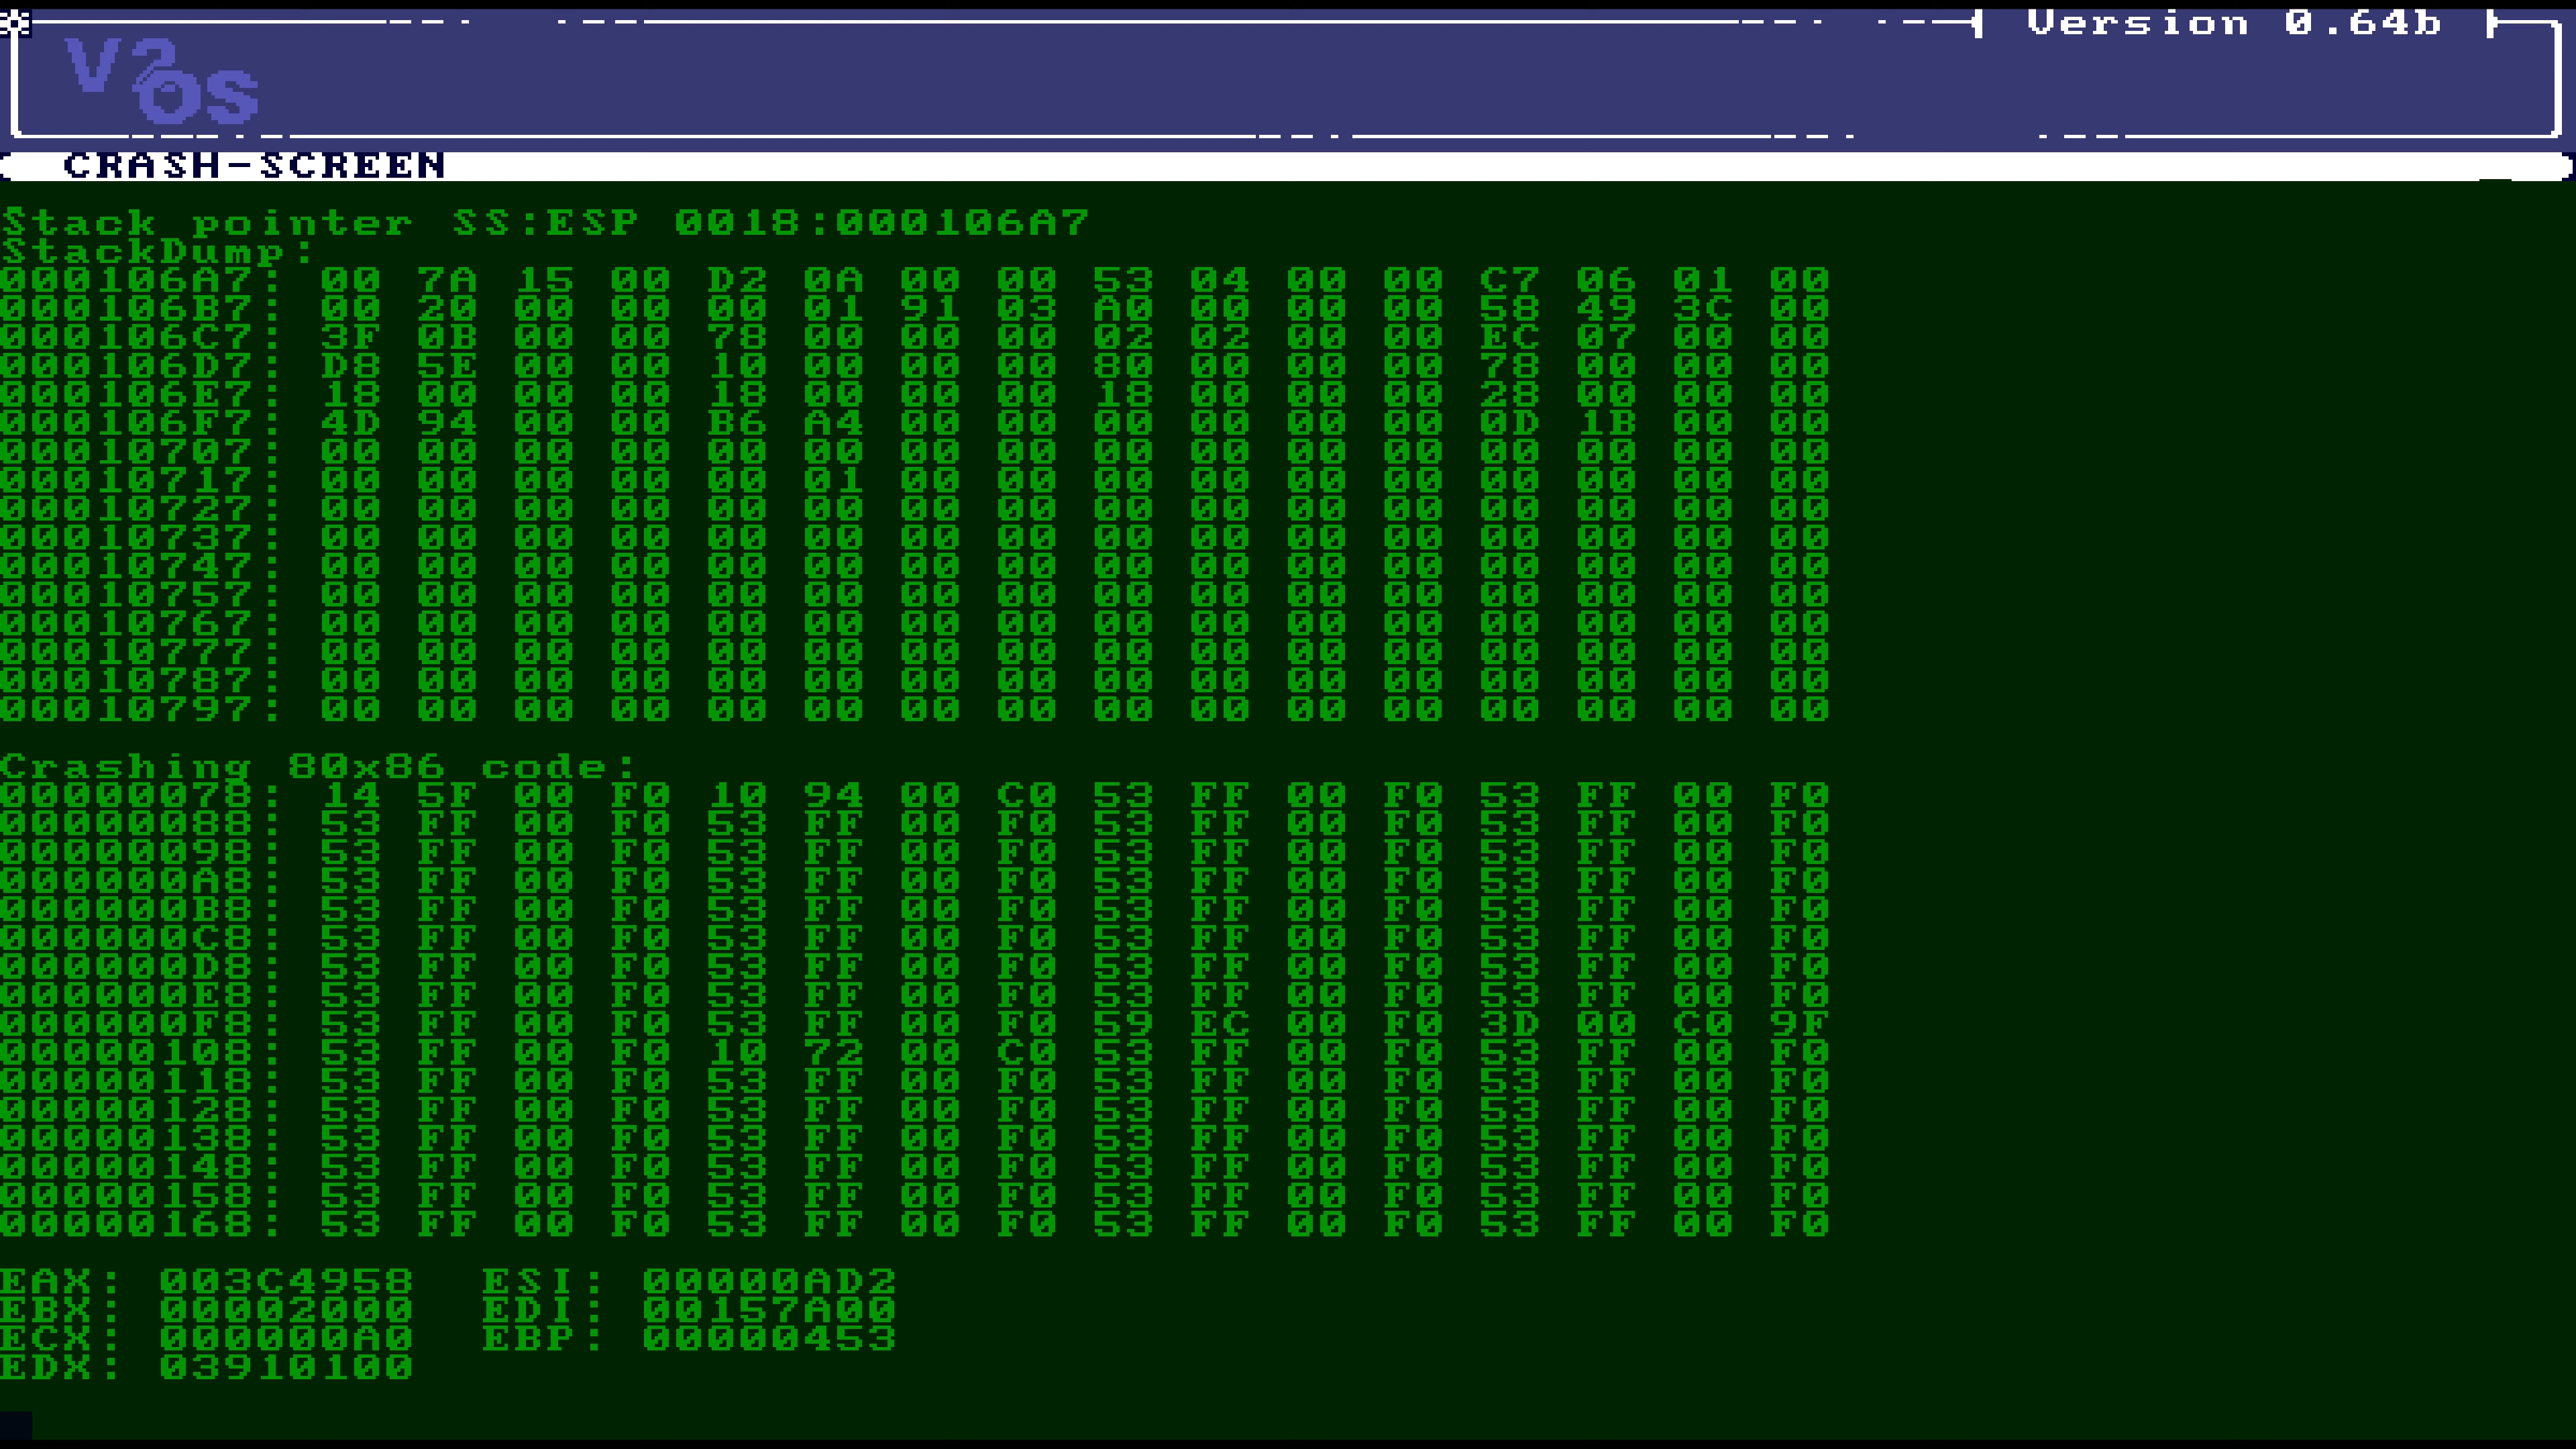 Version 0.64b
V2os
CRASH-SCREEN
Stack pointer SS:ESP 0018:000106A7
StackDump:
000106A7: 00 7A 15 00 D2 0A 00 00 53 04 00 00 C7 06 01 00
000106B7: 00 20 00 00 00 01 91 03 A0 00 00 00 58 49 3C 00
000106C7: 3F 0B 00 00 78 00 00 00 02 02 00 00 EC 07 00 00
000106D7: D8 5E 00 00 10 00 00 00 80 00 00 00 78 00 00 00
000106E7: 18 00 00 00 18 00 00 00 18 00 00 00 28 00 00 00
000106F7: 4D 94 00 00 B6 A4 00 00 00 00 00 00 0D 1B 00 00
00010707: 00 00 00 00 00 00 00 00 00 00 00 00 00 00 00 00
00010717: 00 00 00 00 00 01 00 00 00 00 00 00 00 00 00 00
00010727: 00 00 00 00 00 00 00 00 00 00 00 00 00 00 00 00
00010737: 00 00 00 00 00 00 00 00 00 00 00 00 00 00 00 00
00010747: 00 00 00 00 00 00 00 00 00 00 00 00 00 00 00 00
00010757: 00 00 00 00 00 00 00 00 00 00 00 00 00 00 00 00
00010767: 00 00 00 00 00 00 00 00 00 00 00 00 00 00 00 00
00010777: 00 00 00 00 00 00 00 00 00 00 00 00 00 00 00 00
00010787: 00 00 00 00 00 00 00 00 00 00 00 00 00 00 00 00
00010797: 00 00 00 00 00 00 00 00 00 00 00 00 00 00 00 00
Crashing 80x86 code:
00000078: 14 5F 00 F0 10 94 00 C0 53 FF 00 F0 53 FF 00 F0
00000088: 53 FF 00 F0 53 FF 00 F0 53 FF 00 F0 53 FF 00 F0
00000098: 53 FF 00 F0 53 FF 00 F0 53 FF 00 F0 53 FF 00 F0
000000A8: 53 FF 00 F0 53 FF 00 F0 53 FF 00 F0 53 FF 00 F0
000000B8: 53 FF 00 F0 53 FF 00 F0 53 FF 00 F0 53 FF 00 F0
000000C8: 53 FF 00 F0 53 FF 00 F0 53 FF 00 F0 53 FF 00 F0
000000D8: 53 FF 00 F0 53 FF 00 F0 53 FF 00 F0 53 FF 00 F0
000000E8: 53 FF 00 F0 53 FF 00 F0 53 FF 00 F0 53 FF 00 F0
000000F8: 53 FF 00 F0 53 FF 00 F0 59 EC 00 F0 3D 00 C0 9F
00000108: 53 FF 00 F0 10 72 00 C0 53 FF 00 F0 53 FF 00 F0
00000118: 53 FF 00 F0 53 FF 00 F0 53 FF 00 F0 53 FF 00 F0
00000128: 53 FF 00 F0 53 FF 00 F0 53 FF 00 F0 53 FF 00 F0
00000138: 53 FF 00 F0 53 FF 00 F0 53 FF 00 F0 53 FF 00 F0
00000148: 53 FF 00 F0 53 FF 00 F0 53 FF 00 F0 53 FF 00 F0
00000158: 53 FF 00 F0 53 FF 00 F0 53 FF 00 F0 53 FF 00 F0
00000168: 53 FF 00 F0 53 FF 00 F0 53 FF 00 F0 53 FF 00 F0
EAX: 003C4958 ESI: 00000AD2
EBX: 00002000 EDI: 00157A00
ECX: 000000A0 EBP: 00000453
EDX: 03910100